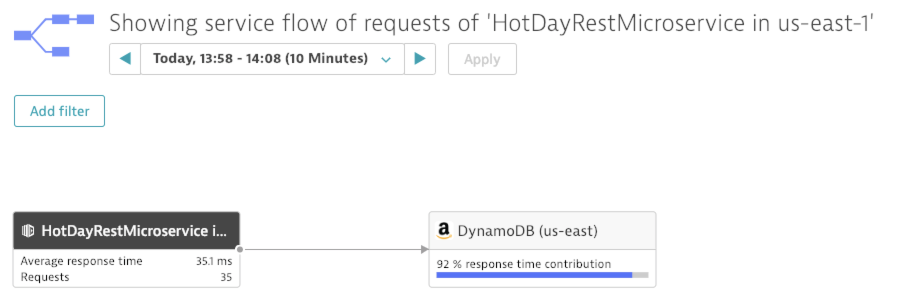 Showing service flow of requests of 'HotDayRestMicroservice in us-east-1'
Today, 13:58 - 14:08 (10 Minutes)
Apply
Add filter
HotDayRestMicroservice i...
Average response time 35.1 ms
Requests 35
DynamoDB (us-east)
92 % response time contribution